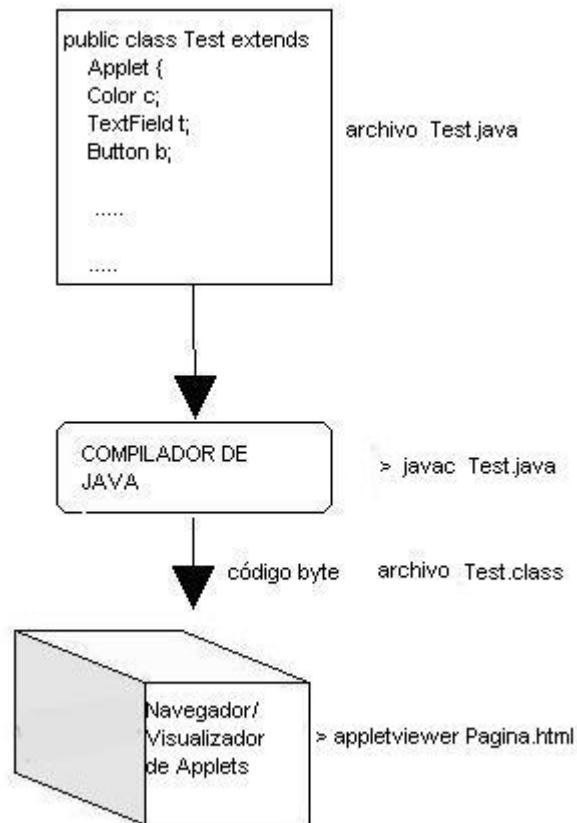 public class Test extends
Applet {
Color c;
TextField t;
Button b;
.....
.....
archivo Test.java
COMPILADOR DE
JAVA
> javac Test.java
código byte archivo Test.class
Navegador/
Visualizador
de Applets
> appletviewer Pagina.html